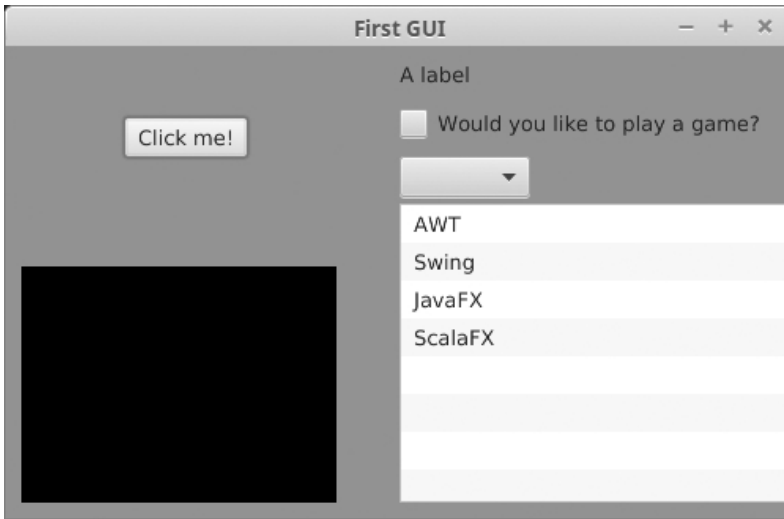 First GUI
A label
Click me!
Would you like to play a game?
AWT
Swing
JavaFX
ScalaFX